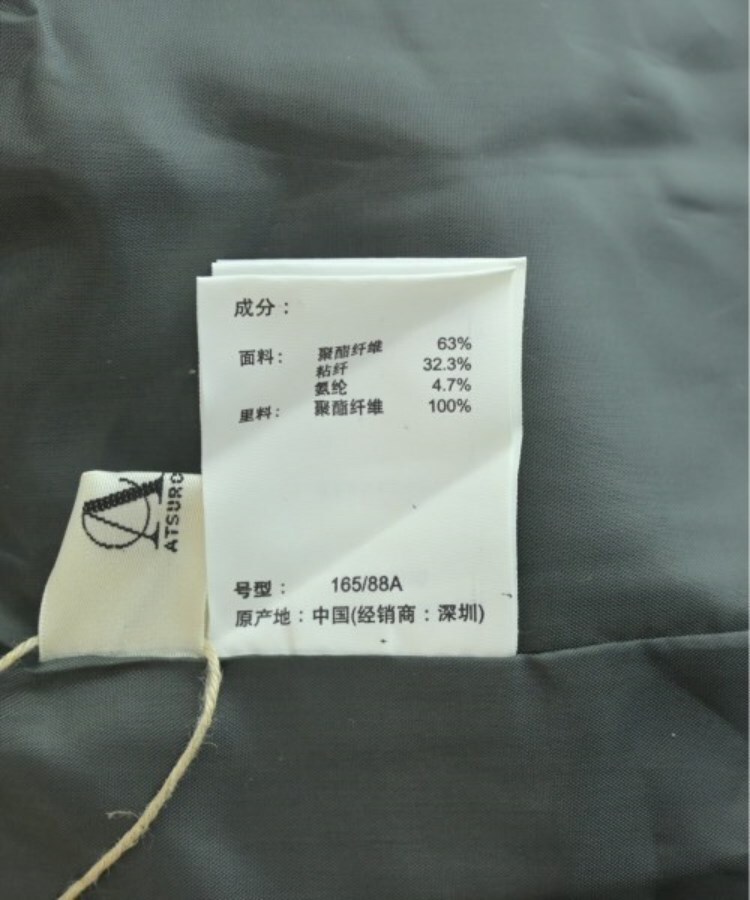 成分：
面料： 聚酯纤维 63%
粘纤 32.3%
氨纶 4.7%
里料： 聚酯纤维 100%
号型： 165/88A
原产地：中国(经销商：深圳)
A
ATSURO